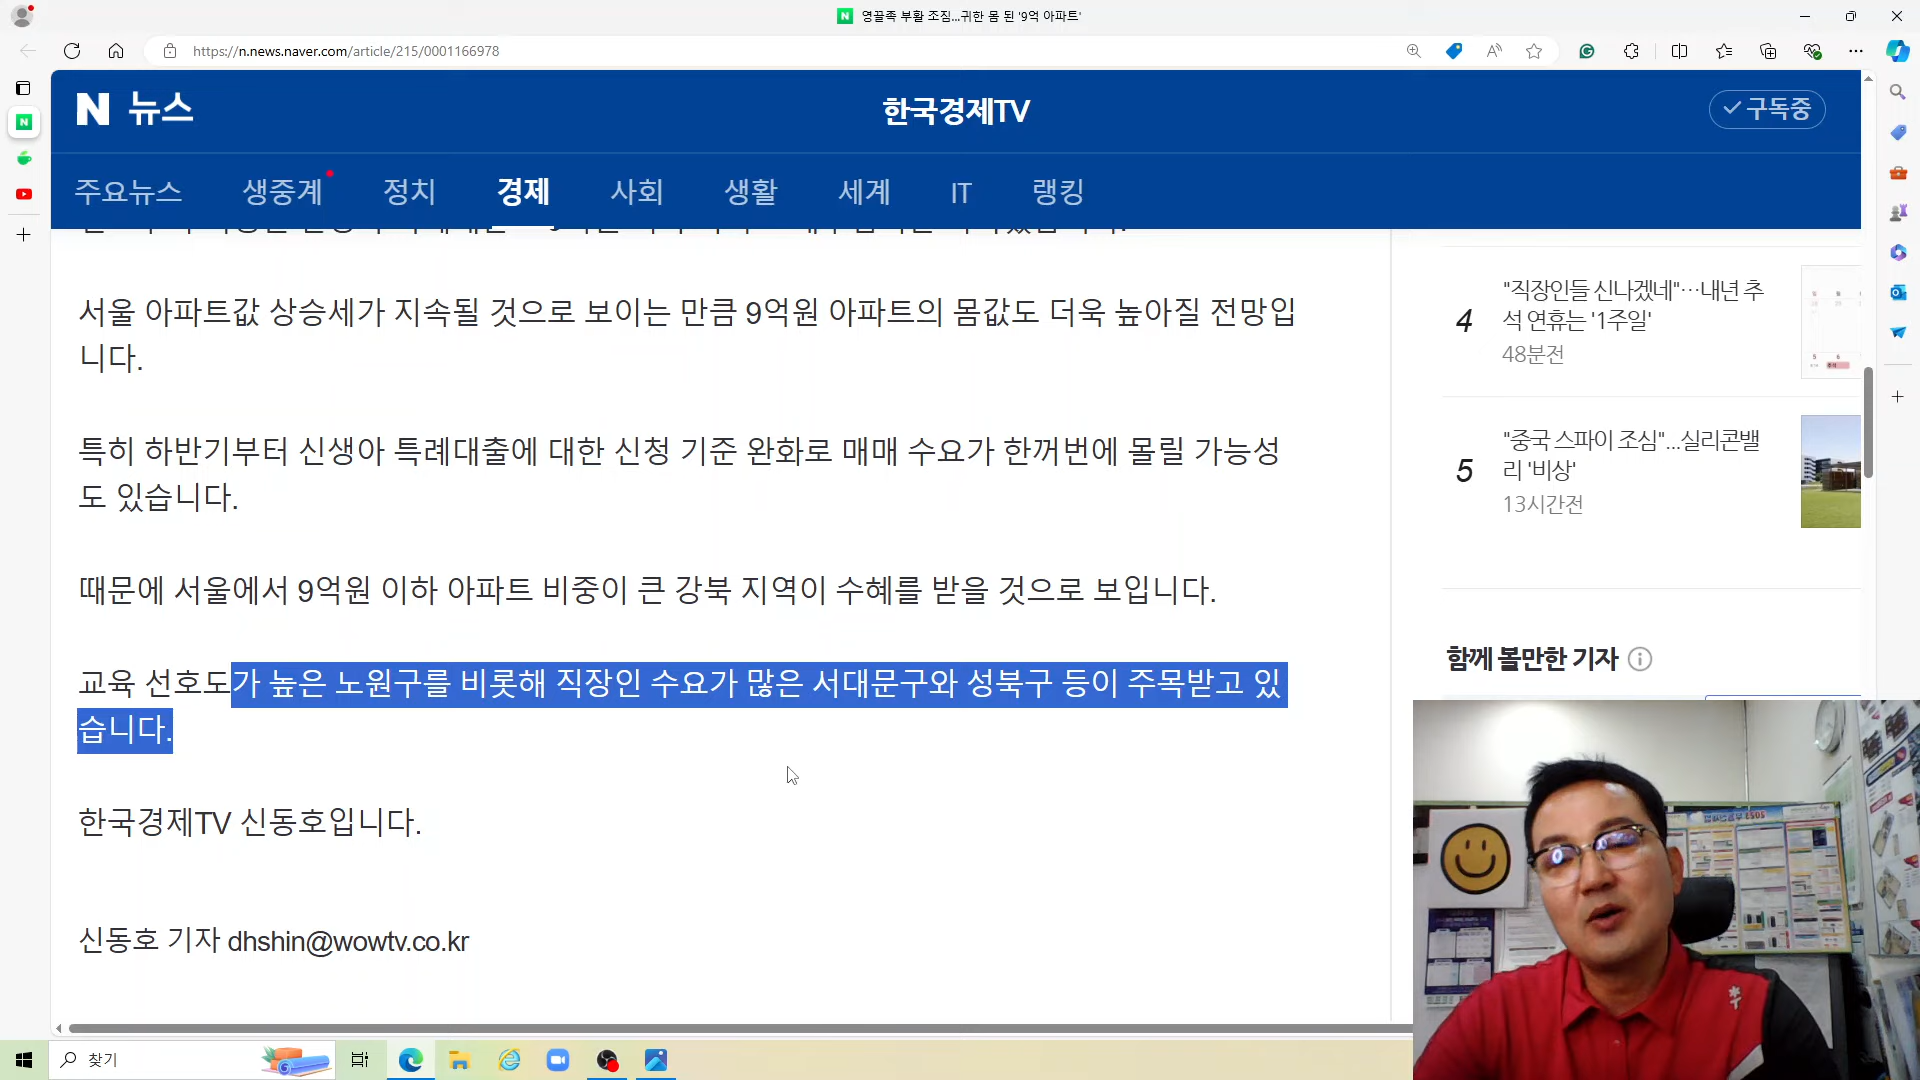 영끌족 부활 조짐...귀한 몸 된 '9억 아파트'
https://n.news.naver.com/article/215/0001166978
N 뉴스
한국경제TV
구독중
주요뉴스 생중계 정치 경제 사회 생활 세계 IT 랭킹
서울 아파트값 상승세가 지속될 것으로 보이는 만큼 9억원 아파트의 몸값도 더욱 높아질 전망입
니다.
특히 하반기부터 신생아 특례대출에 대한 신청 기준 완화로 매매 수요가 한꺼번에 몰릴 가능성
도 있습니다.
때문에 서울에서 9억원 이하 아파트 비중이 큰 강북 지역이 수혜를 받을 것으로 보입니다.
교육 선호도가 높은 노원구를 비롯해 직장인 수요가 많은 서대문구와 성북구 등이 주목받고 있
습니다.
한국경제TV 신동호입니다.
신동호 기자 dhshin@wowtv.co.kr
4
"직장인들 신나겠네"…내년 추
석 연휴는 '1주일'
48분전
5
"중국 스파이 조심"...실리콘밸
리 '비상'
13시간전
함께 볼만한 기자
찾기